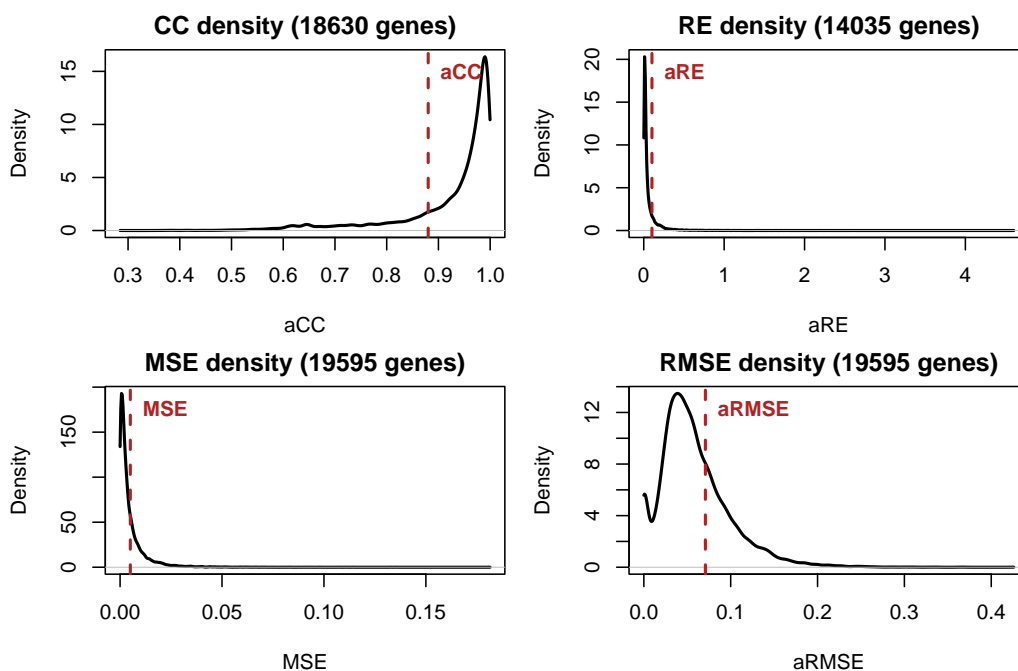 CC density (18630 genes)
Density
0 5 10 15
aCC
0.3 0.4 0.5 0.6 0.7 0.8 0.9 1.0
aCC
RE density (14035 genes)
Density
0 5 10 15 20
aRE
0 1 2 3 4
aRE
MSE density (19595 genes)
Density
0 50 150
MSE
0.00 0.05 0.10 0.15
MSE
RMSE density (19595 genes)
Density
0 4 8 12
aRMSE
0.0 0.1 0.2 0.3 0.4
aRMSE